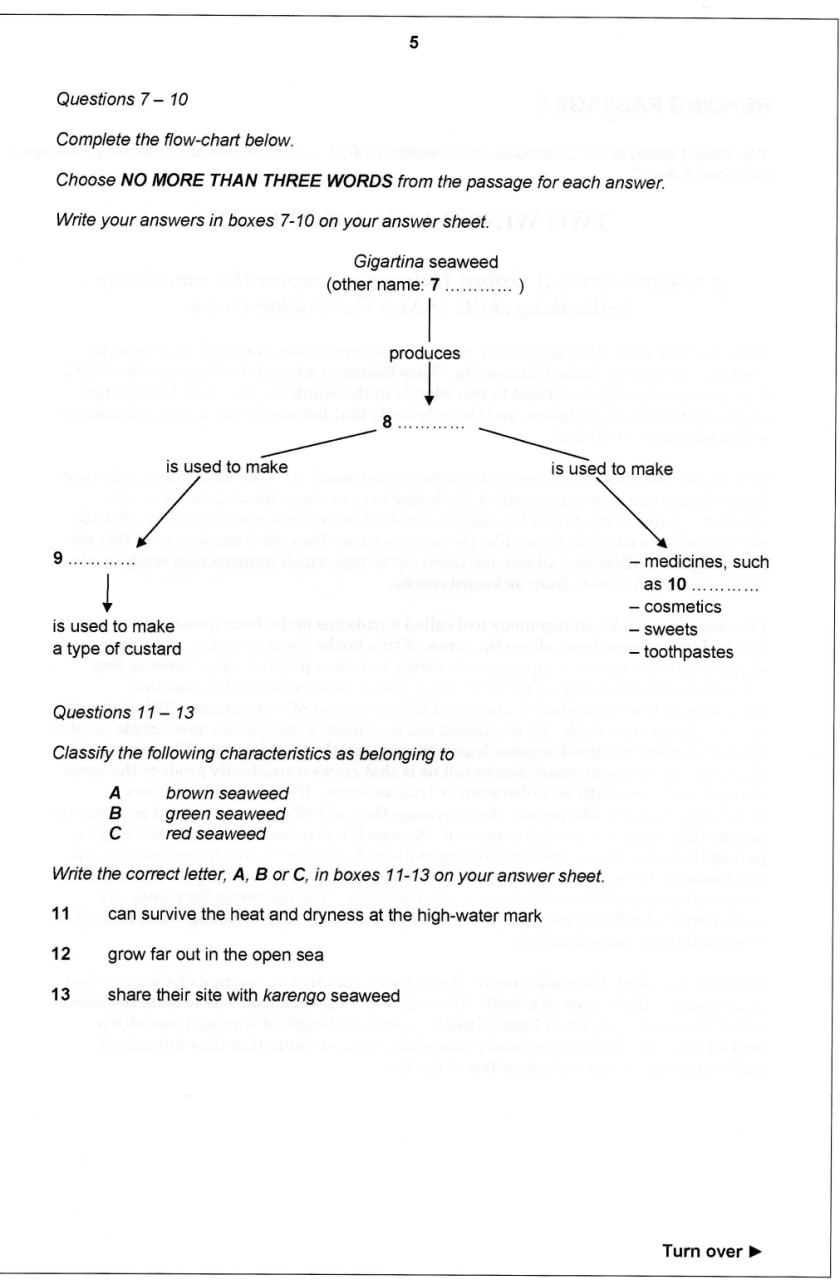 5
Questions 7 – 10
Complete the flow-chart below.
Choose NO MORE THAN THREE WORDS from the passage for each answer.
Write your answers in boxes 7-10 on your answer sheet.
Gigartina seaweed
(other name: 7 ............ )
produces
8 ............
is used to make
is used to make
9 ............
– medicines, such
as 10 ............
– cosmetics
– sweets
– toothpastes
is used to make
a type of custard
Questions 11 – 13
Classify the following characteristics as belonging to
A brown seaweed
B green seaweed
C red seaweed
Write the correct letter, A, B or C, in boxes 11-13 on your answer sheet.
11 can survive the heat and dryness at the high-water mark
12 grow far out in the open sea
13 share their site with karengo seaweed
Turn over ►